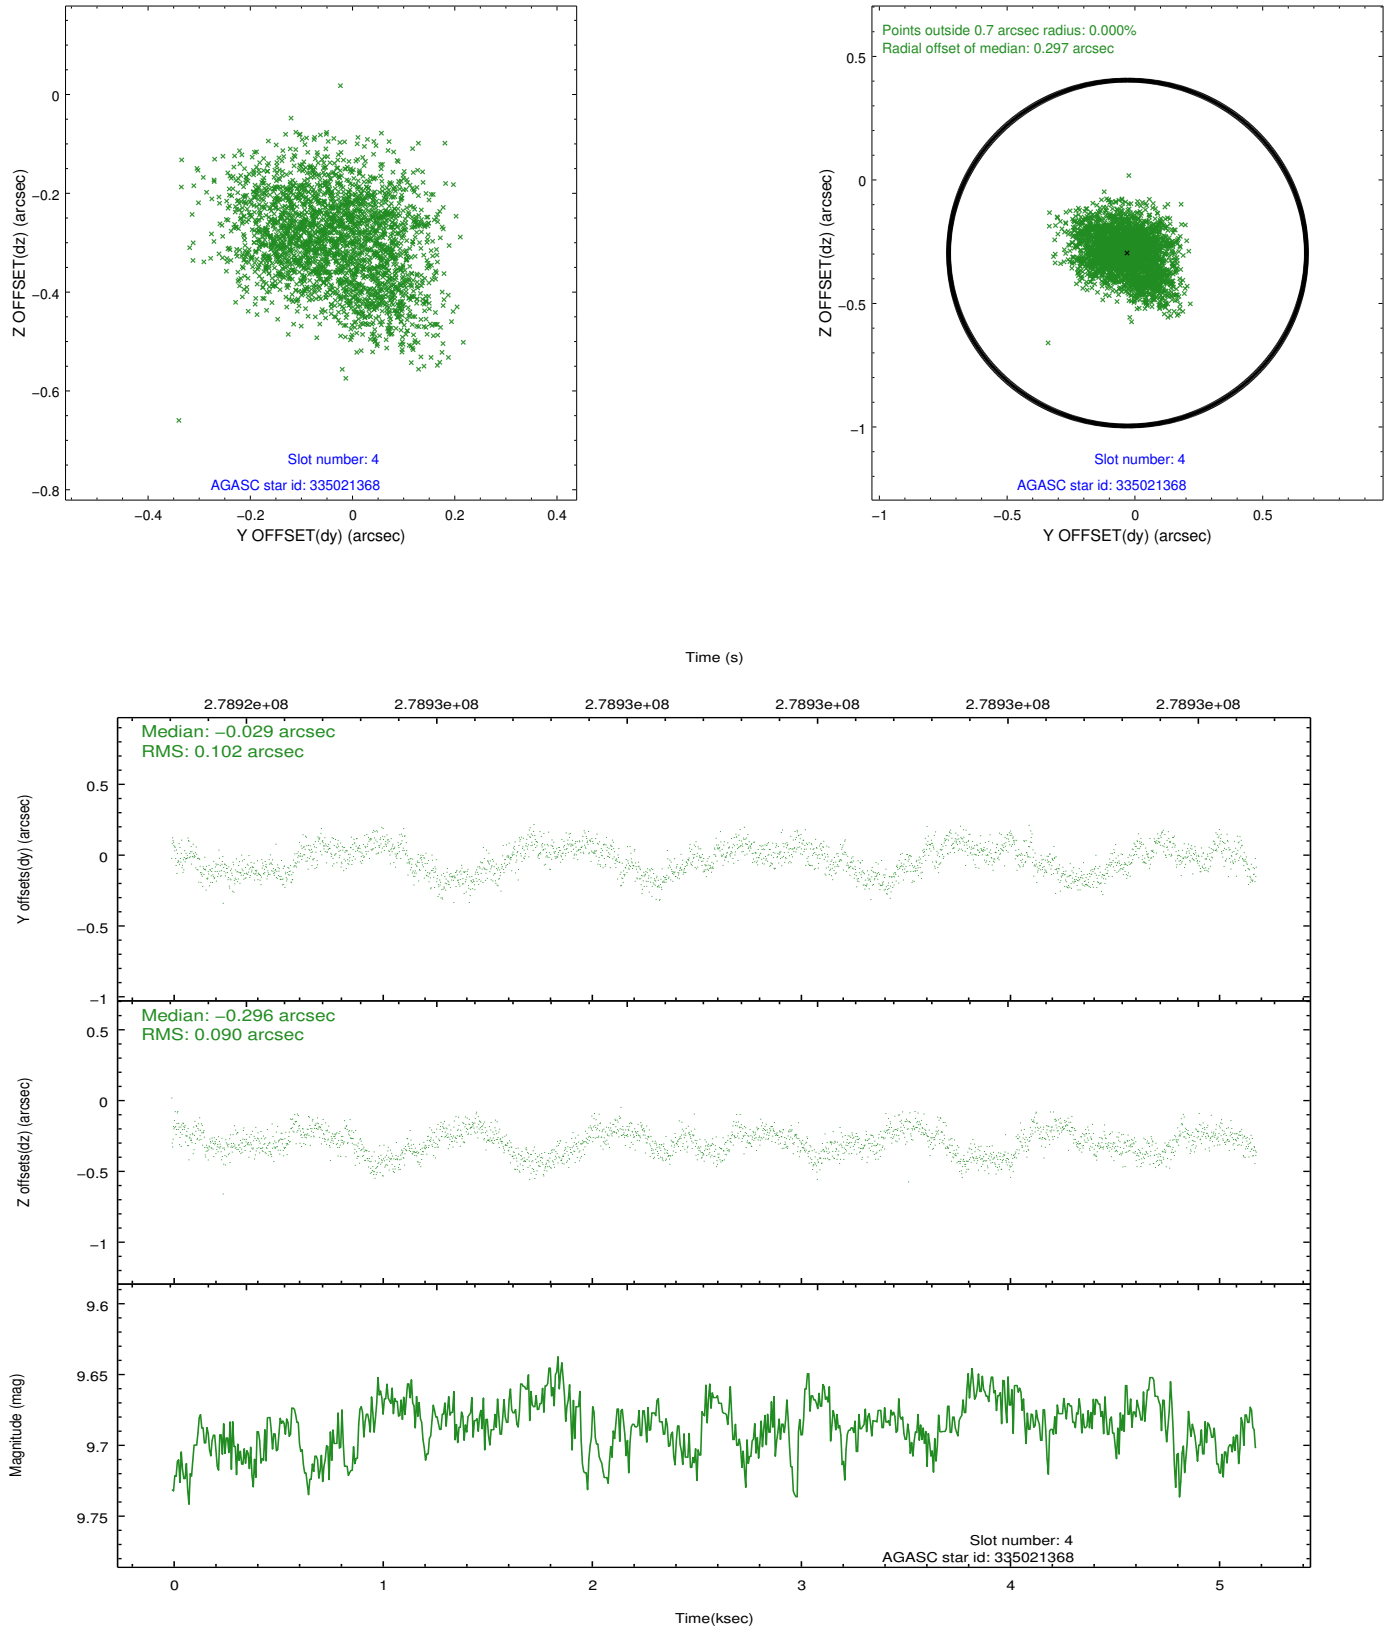 0
−0.2
−0.4
−0.6
−0.8
Z OFFSET(dz) (arcsec)
Slot number: 4
AGASC star id: 335021368
−0.4 −0.2 0 0.2 0.4
Y OFFSET(dy) (arcsec)
Points outside 0.7 arcsec radius: 0.000%
Radial offset of median: 0.297 arcsec
0.5
0
−0.5
−1
Z OFFSET(dz) (arcsec)
Slot number: 4
AGASC star id: 335021368
−1 −0.5 0 0.5
Y OFFSET(dy) (arcsec)
Time (s)
2.7892e+08 2.7893e+08 2.7893e+08 2.7893e+08 2.7893e+08 2.7893e+08
Median: −0.029 arcsec
RMS: 0.102 arcsec
0.5
0
−0.5
−1
Y offsets(dy) (arcsec)
Median: −0.296 arcsec
RMS: 0.090 arcsec
0.5
0
−0.5
−1
Z offsets(dz) (arcsec)
9.6
9.65
9.7
9.75
Magnitude (mag)
Slot number: 4
AGASC star id: 335021368
0 1 2 3 4 5
Time(ksec)